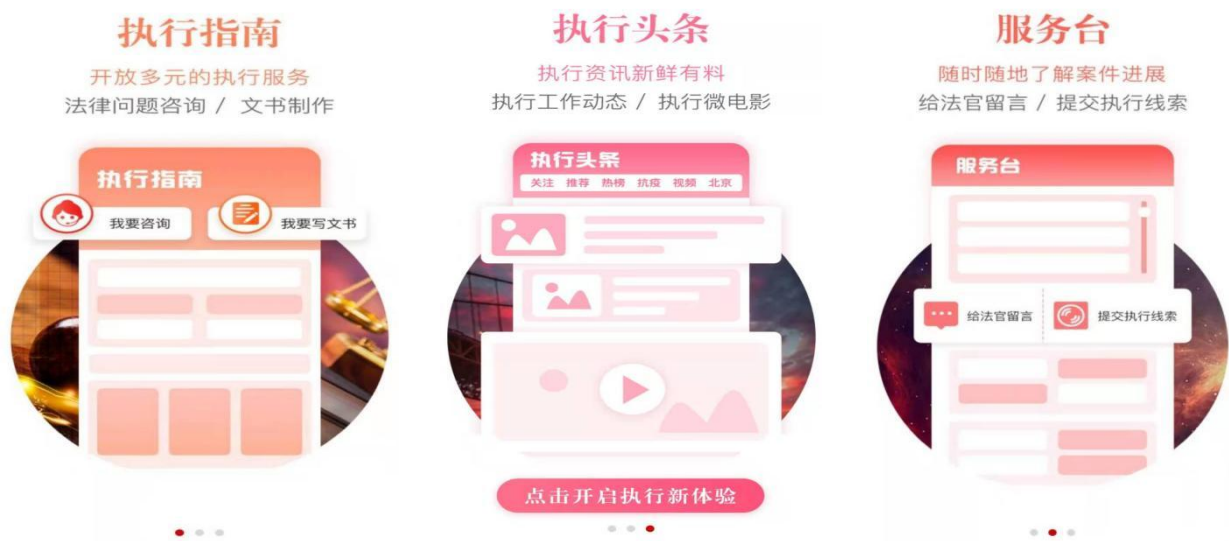 执行指南
开放多元的执行服务
法律问题咨询 / 文书制作
执行指南
我要咨询
我要写文书
执行头条
执行资讯新鲜有料
执行工作动态 / 执行微电影
执行头条
关注 推荐 热榜 抗疫 视频 北京
点击开启执行新体验
服务台
随时随地了解案件进展
给法官留言 / 提交执行线索
服务台
给法官留言
提交执行线索